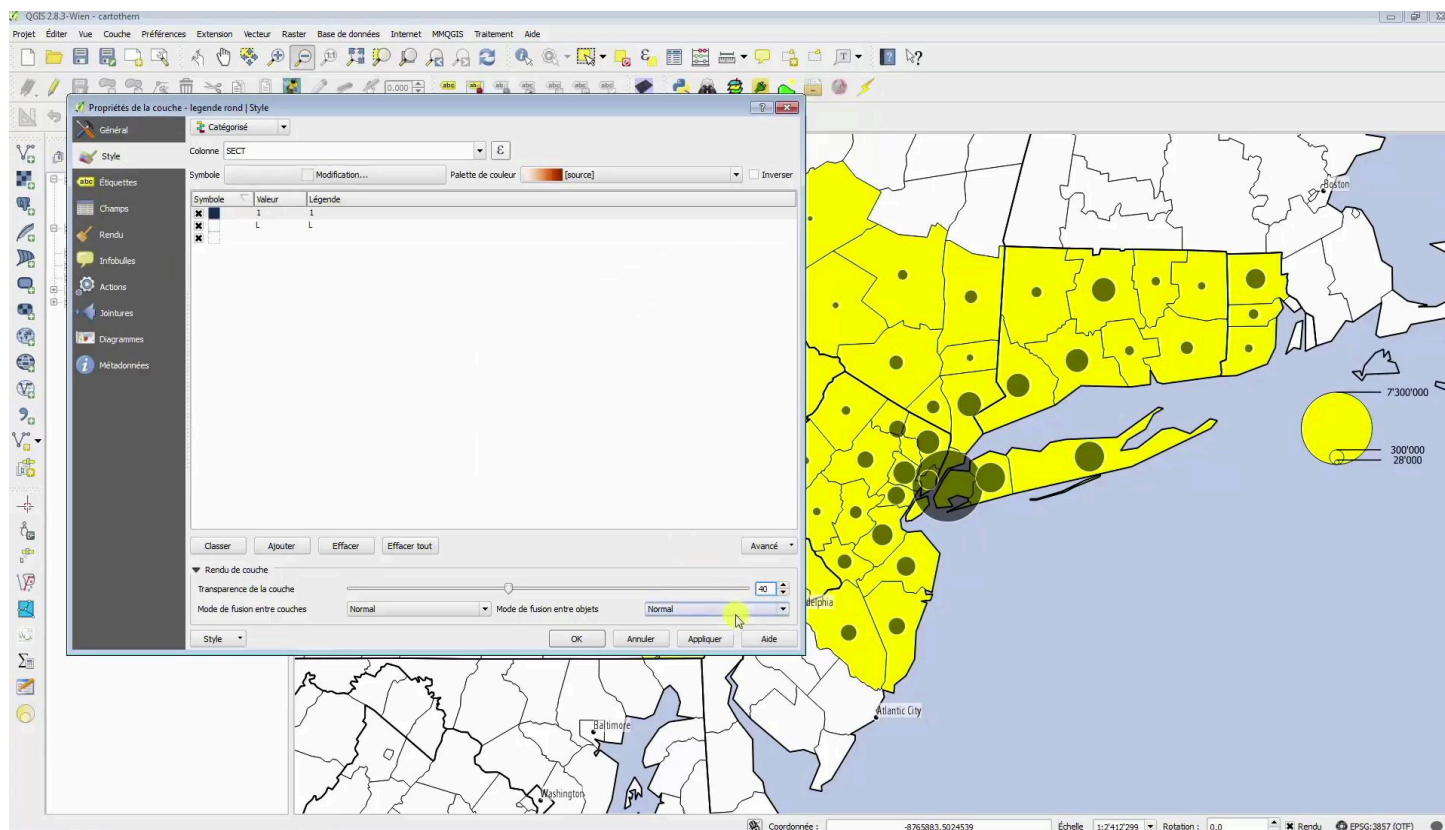 QGIS 2.8.3-Wien - cartothem
Projet Éditer Vue Couche Préférences Extension Vecteur Raster Base de données Internet MMQGIS Traitement Aide
0.000
Propriétés de la couche - legende rond | Style
Général
Style
Étiquettes
Champs
Rendu
Infobulles
Actions
Jointures
Diagrammes
Métadonnées
Catégorisé
Colonne SECT
Symbole Modification... Palette de couleur [source] Inverser
Symbole Valeur Légende
1 1
L L
Classer Ajouter Effacer Effacer tout Avancé
Rendu de couche
Transparence de la couche 40
Mode de fusion entre couches Normal Mode de fusion entre objets Normal
Style OK Annuler Appliquer Aide
Boston
7'300'000
300'000
28'000
delphia
Atlantic City
Baltimore
Washington
Coordonnée : -8765883.5024539 Échelle 1:2'412'299 Rotation : 0.0 Rendu EPSG:3857 (OTF)